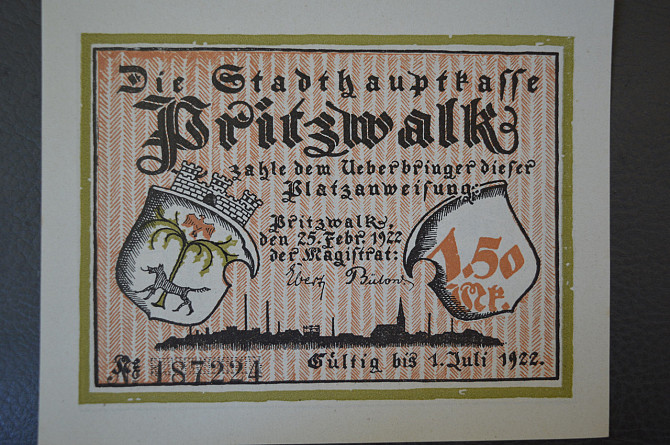 Die Stadthauptkasse
Pritzwalk
zahle dem Ueberbringer dieser
Platzanweisung:
Pritzwalk,
den 25. Febr. 1922
der Magistrat:
1.50
Mk.
Gültig bis 1. Juli 1922.
No 187224